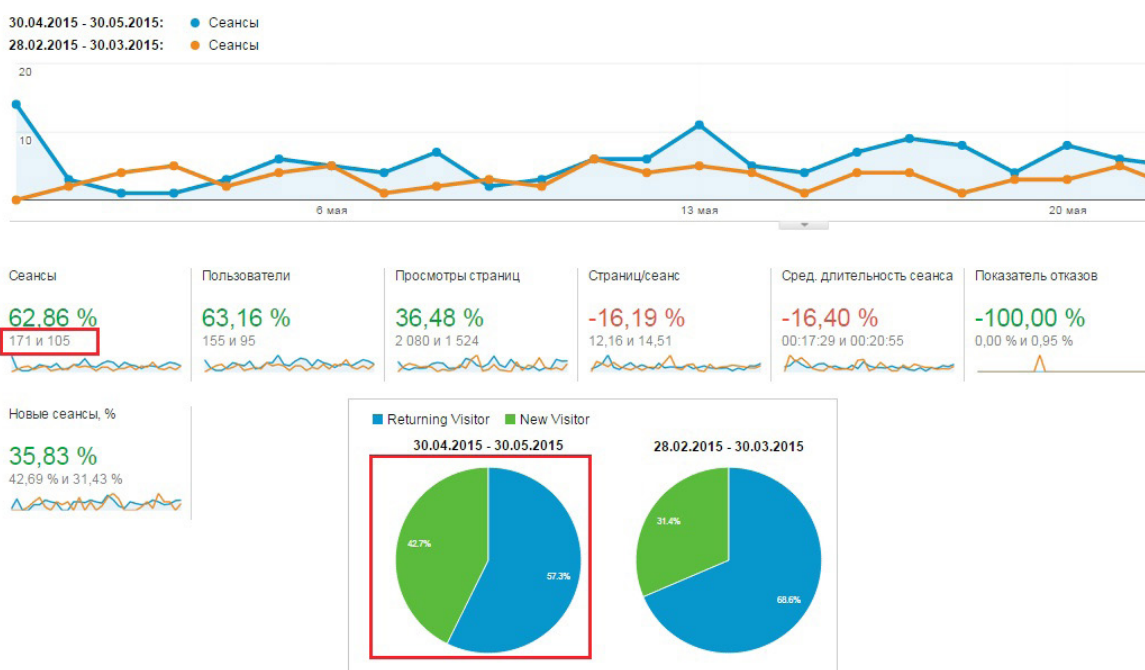 30.04.2015 - 30.05.2015: Сеансы
28.02.2015 - 30.03.2015: Сеансы
20
10
6 мая 13 мая 20 мая
Сеансы Пользователи Просмотры страниц Страниц/сеанс Сред. длительность сеанса Показатель отказов
62,86 % 63,16 % 36,48 % -16,19 % -16,40 % -100,00 %
171 и 105 155 и 95 2 080 и 1 524 12,16 и 14,51 00:17:29 и 00:20:55 0,00 % и 0,95 %
Новые сеансы, %
35,83 %
42,69 % и 31,43 %
Returning Visitor New Visitor
30.04.2015 - 30.05.2015 28.02.2015 - 30.03.2015
42.7% 57.3%
31.4% 68.6%